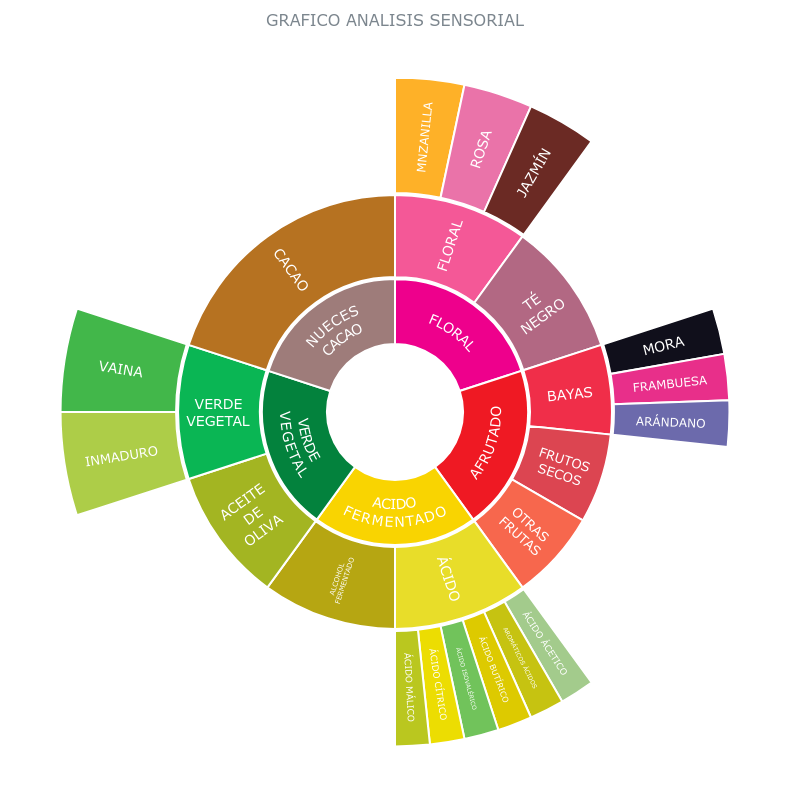 GRAFICO ANALISIS SENSORIAL
MNZANILLA
ROSA
JAZMÍN
FLORAL
TÉ
NEGRO
CACAO
NUECES
CACAO
FLORAL
MORA
FRAMBUESA
ARÁNDANO
BAYAS
VAINA
INMADURO
VERDE
VEGETAL
VERDE
VEGETAL
AFRUTADO
FRUTOS
SECOS
OTRAS
FRUTAS
ACEITE
DE
OLIVA
ACIDO
FERMENTADO
ALCOHOL
FERMENTADO
ÁCIDO
ÁCIDO MÁLICO
ÁCIDO CÍTRICO
ÁCIDO ISOVALÉRICO
ÁCIDO BUTÍRICO
AROMÁTICOS ÁCIDOS
ÁCIDO ÁCETICO